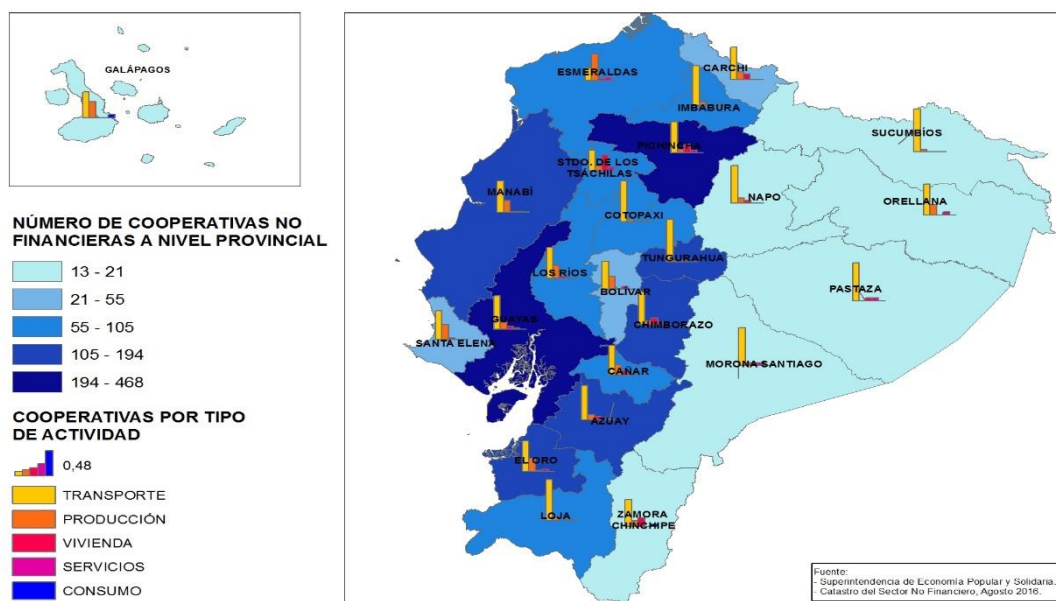 GALÁPAGOS
NÚMERO DE COOPERATIVAS NO
FINANCIERAS A NIVEL PROVINCIAL
13 - 21
21 - 55
55 - 105
105 - 194
194 - 468
COOPERATIVAS POR TIPO
DE ACTIVIDAD
0,48
TRANSPORTE
PRODUCCIÓN
VIVIENDA
SERVICIOS
CONSUMO
ESMERALDAS
CARCHI
IMBABURA
SUCUMBÍOS
PICHINCHA
STDO. DE LOS
TSÁCHILAS
MANABÍ
NAPO
ORELLANA
COTOPAXI
TUNGURAHUA
LOS RÍOS
BOLÍVAR
PASTAZA
GUAYAS
CHIMBORAZO
SANTA ELENA
MORONA SANTIAGO
CAÑAR
AZUAY
EL ORO
LOJA
ZAMORA
CHINCHIPE
Fuente:
- Superintendencia de Economía Popular y Solidaria.
- Catastro del Sector No Financiero, Agosto 2016.